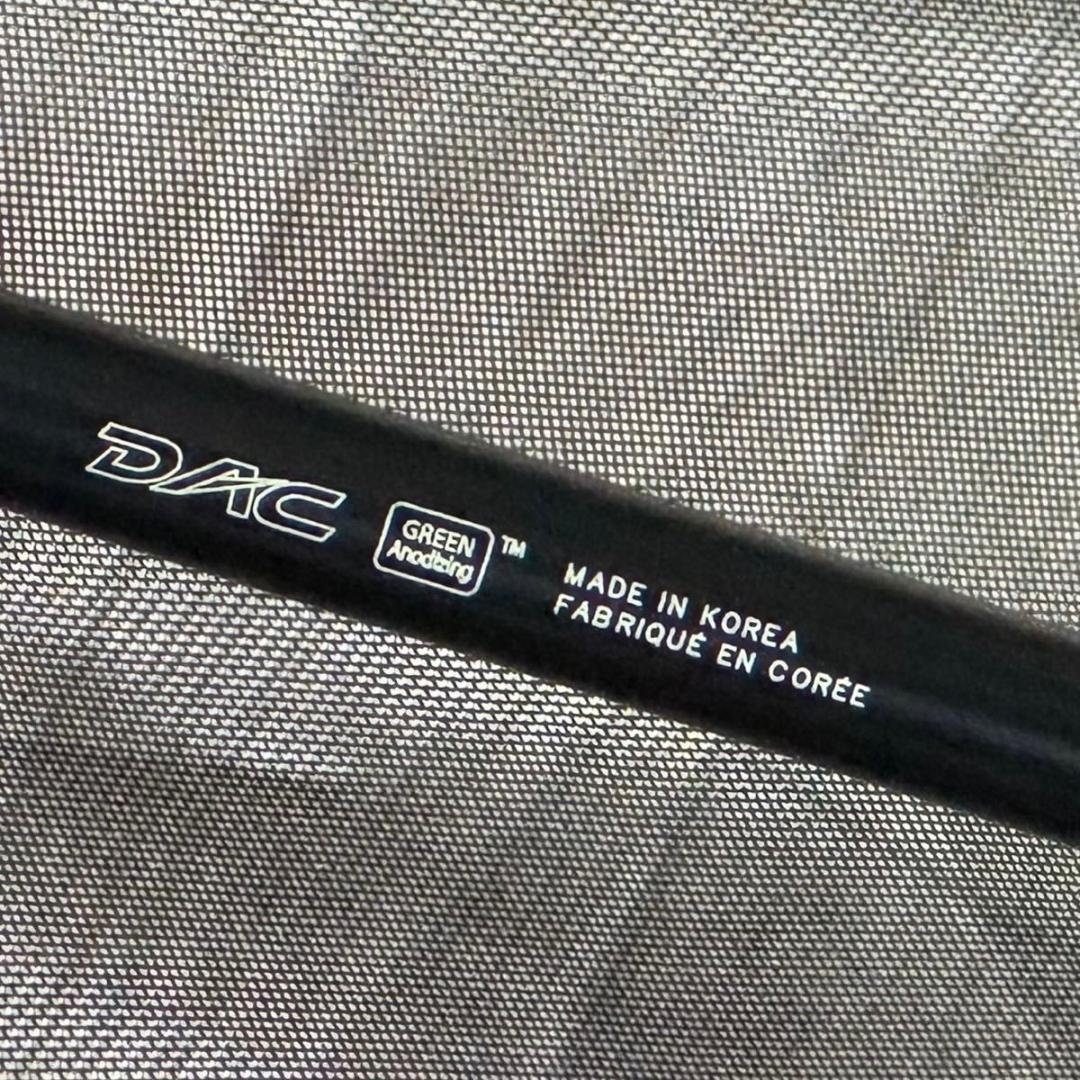 DAC
GREEN
Anodizing
TM
MADE IN KOREA
FABRIQUÉ EN CORÉE